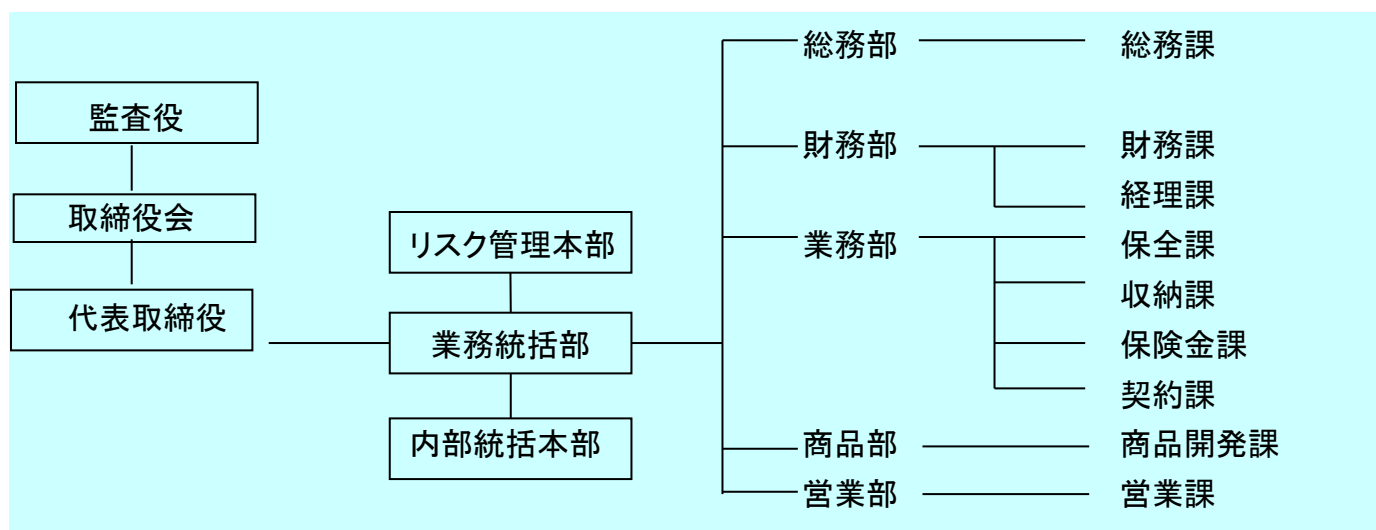 監査役
取締役会
代表取締役
リスク管理本部
業務統括部
内部統括本部
総務部
総務課
財務部
財務課
経理課
業務部
保全課
収納課
保険金課
契約課
商品部
商品開発課
営業部
営業課